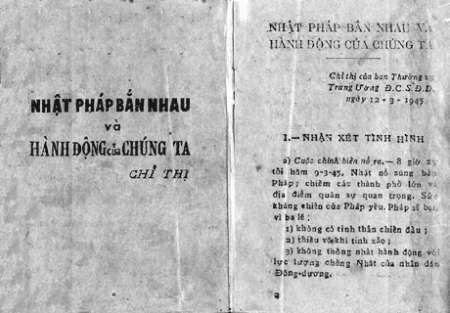 NHẬT PHÁP BẮN NHAU
và
HÀNH ĐỘNG của CHÚNG TA
CHỈ THỊ
NHẬT PHÁP BẮN NHAU VÀ
HÀNH ĐỘNG CỦA CHÚNG TA
Chỉ thị của ban Thường vụ
Trung Ương Đ.C.S.Đ.D.
ngày 12-3-1945
I.— NHẬN XÉT TÌNH HÌNH
a) Cuộc chính biến nổ ra.— 8 giờ
tối hôm 9-3-45, Nhật nổ súng bắn
Pháp; chiếm các thành phố lớn và
địa điểm quân sự quan trọng. Sức
kháng chiến của Pháp yếu. Pháp sẽ bại,
vì ba lẽ:
1) không có tinh thần chiến đấu;
2) thiếu võ khí tinh xảo;
3) không thống nhất hành động với
lực lượng chống Nhật của nhân dân
Đông-dương.
2